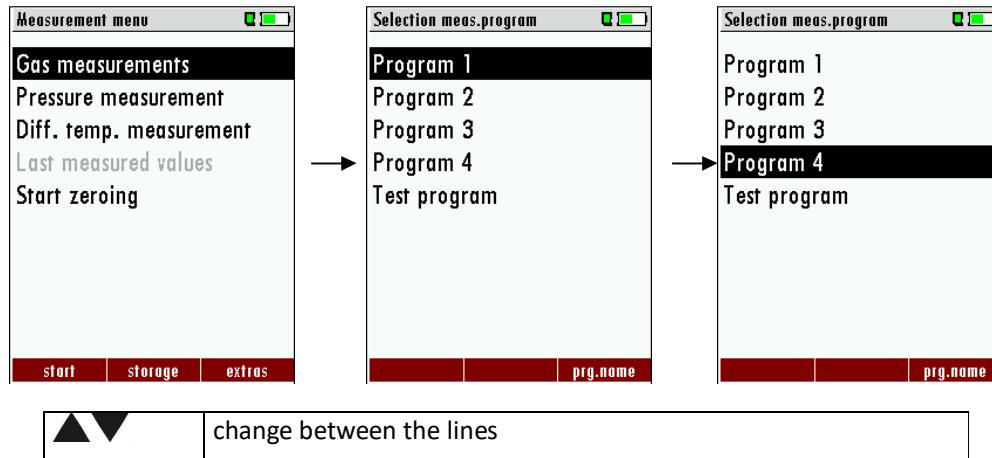 Measurement menu
Gas measurements
Pressure measurement
Diff. temp. measurement
Last measured values
Start zeroing
start storage extras
Selection meas.program
Program 1
Program 2
Program 3
Program 4
Test program
prg.name
Selection meas.program
Program 1
Program 2
Program 3
Program 4
Test program
prg.name
change between the lines